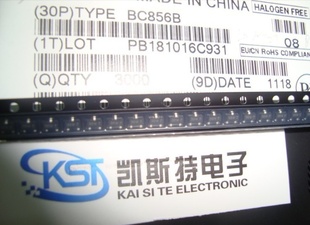 MADE IN CHINA
HALOGEN FREE
(30P)TYPE BC856B
08
(1T)LOT PB181016C931
EU/CN RoHS COMPLIANT
(Q)QTY 3000 (9D)DATE 1118
KST 凯斯特电子
KAI SI TE ELECTRONIC